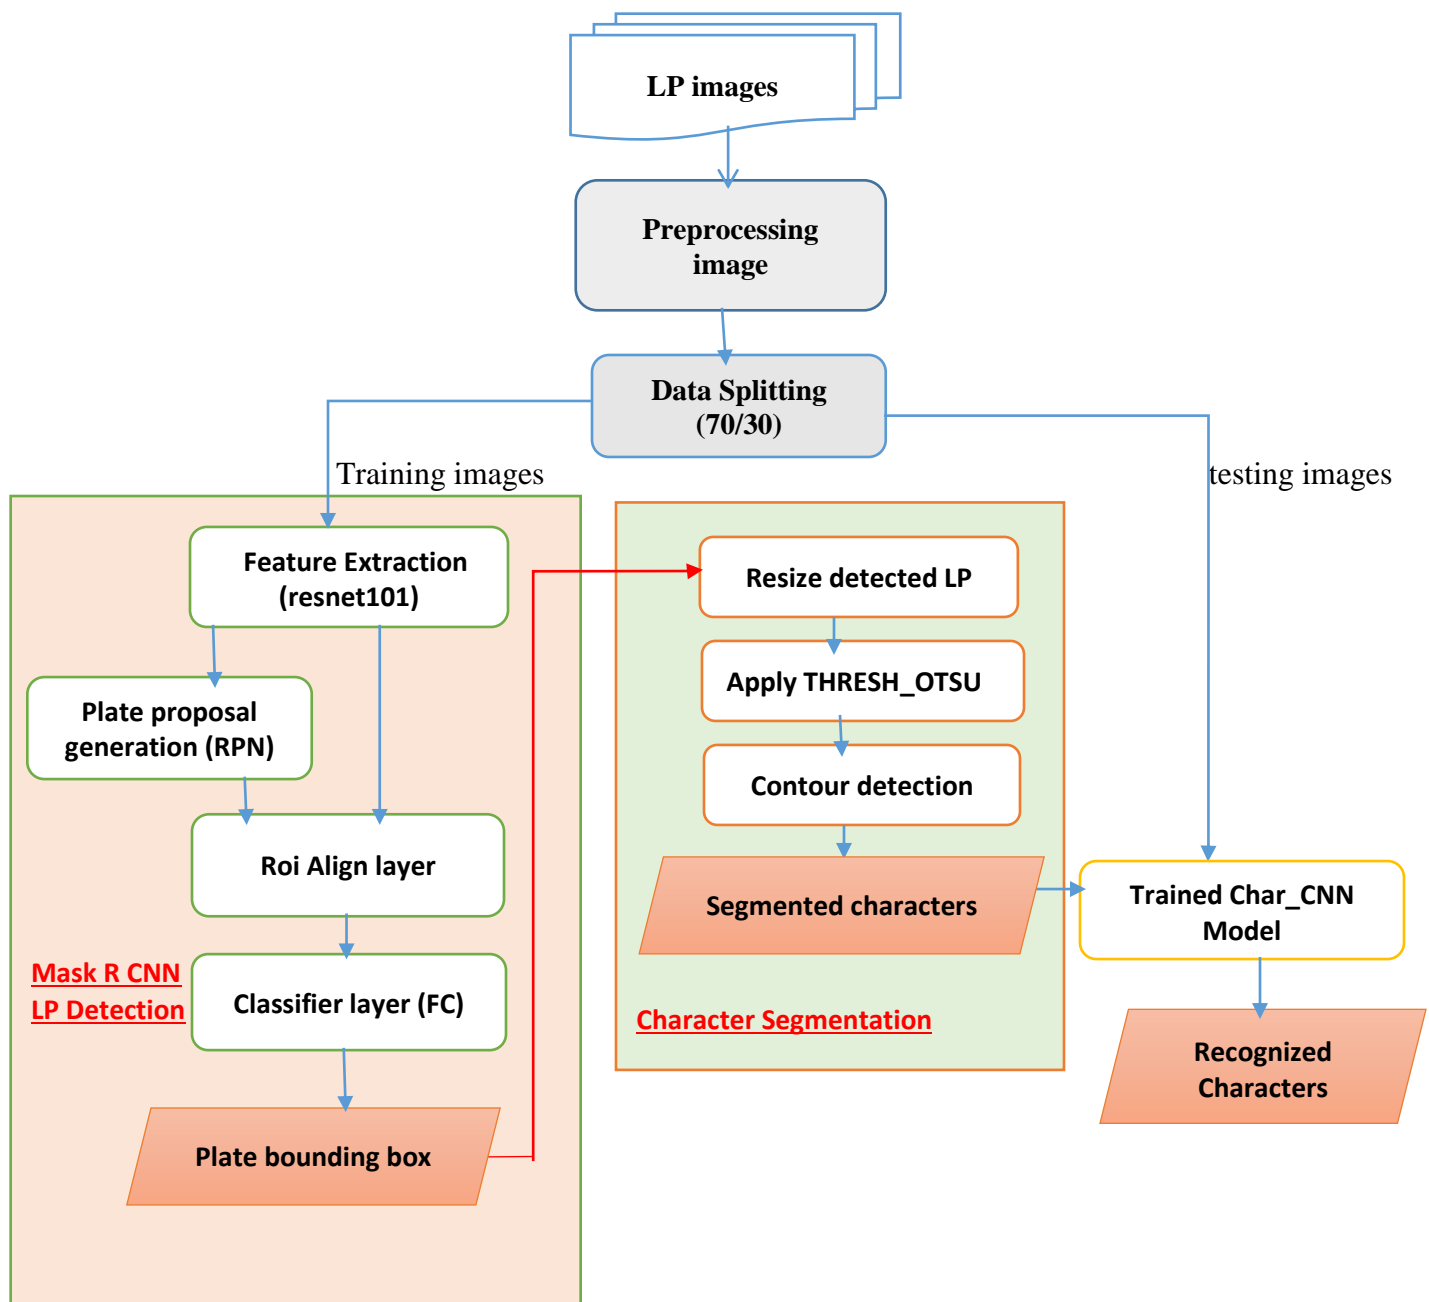 LP images
Preprocessing
image
Data Splitting
(70/30)
Training images
testing images
Feature Extraction
(resnet101)
Plate proposal
generation (RPN)
Roi Align layer
Mask R CNN
LP Detection
Classifier layer (FC)
Plate bounding box
Resize detected LP
Apply THRESH_OTSU
Contour detection
Segmented characters
Character Segmentation
Trained Char_CNN
Model
Recognized
Characters